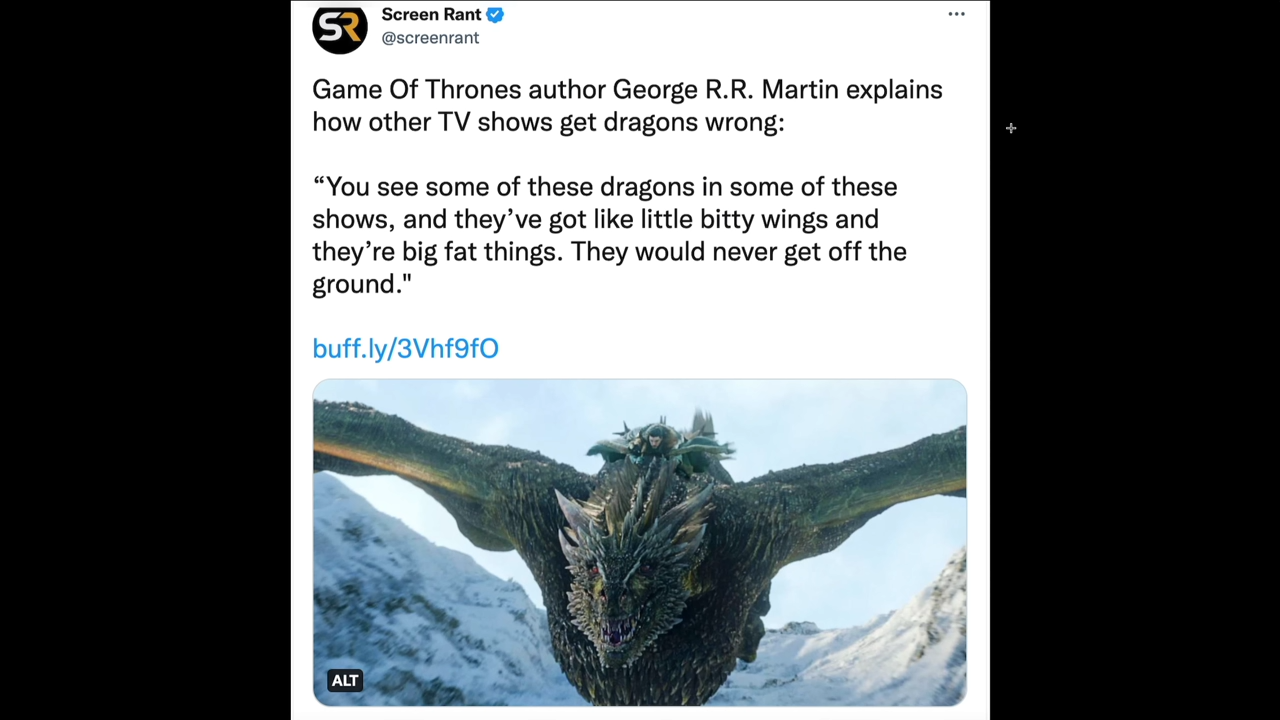 SR
Screen Rant
@screenrant
Game Of Thrones author George R.R. Martin explains
how other TV shows get dragons wrong:
“You see some of these dragons in some of these
shows, and they’ve got like little bitty wings and
they’re big fat things. They would never get off the
ground."
buff.ly/3Vhf9fO
ALT